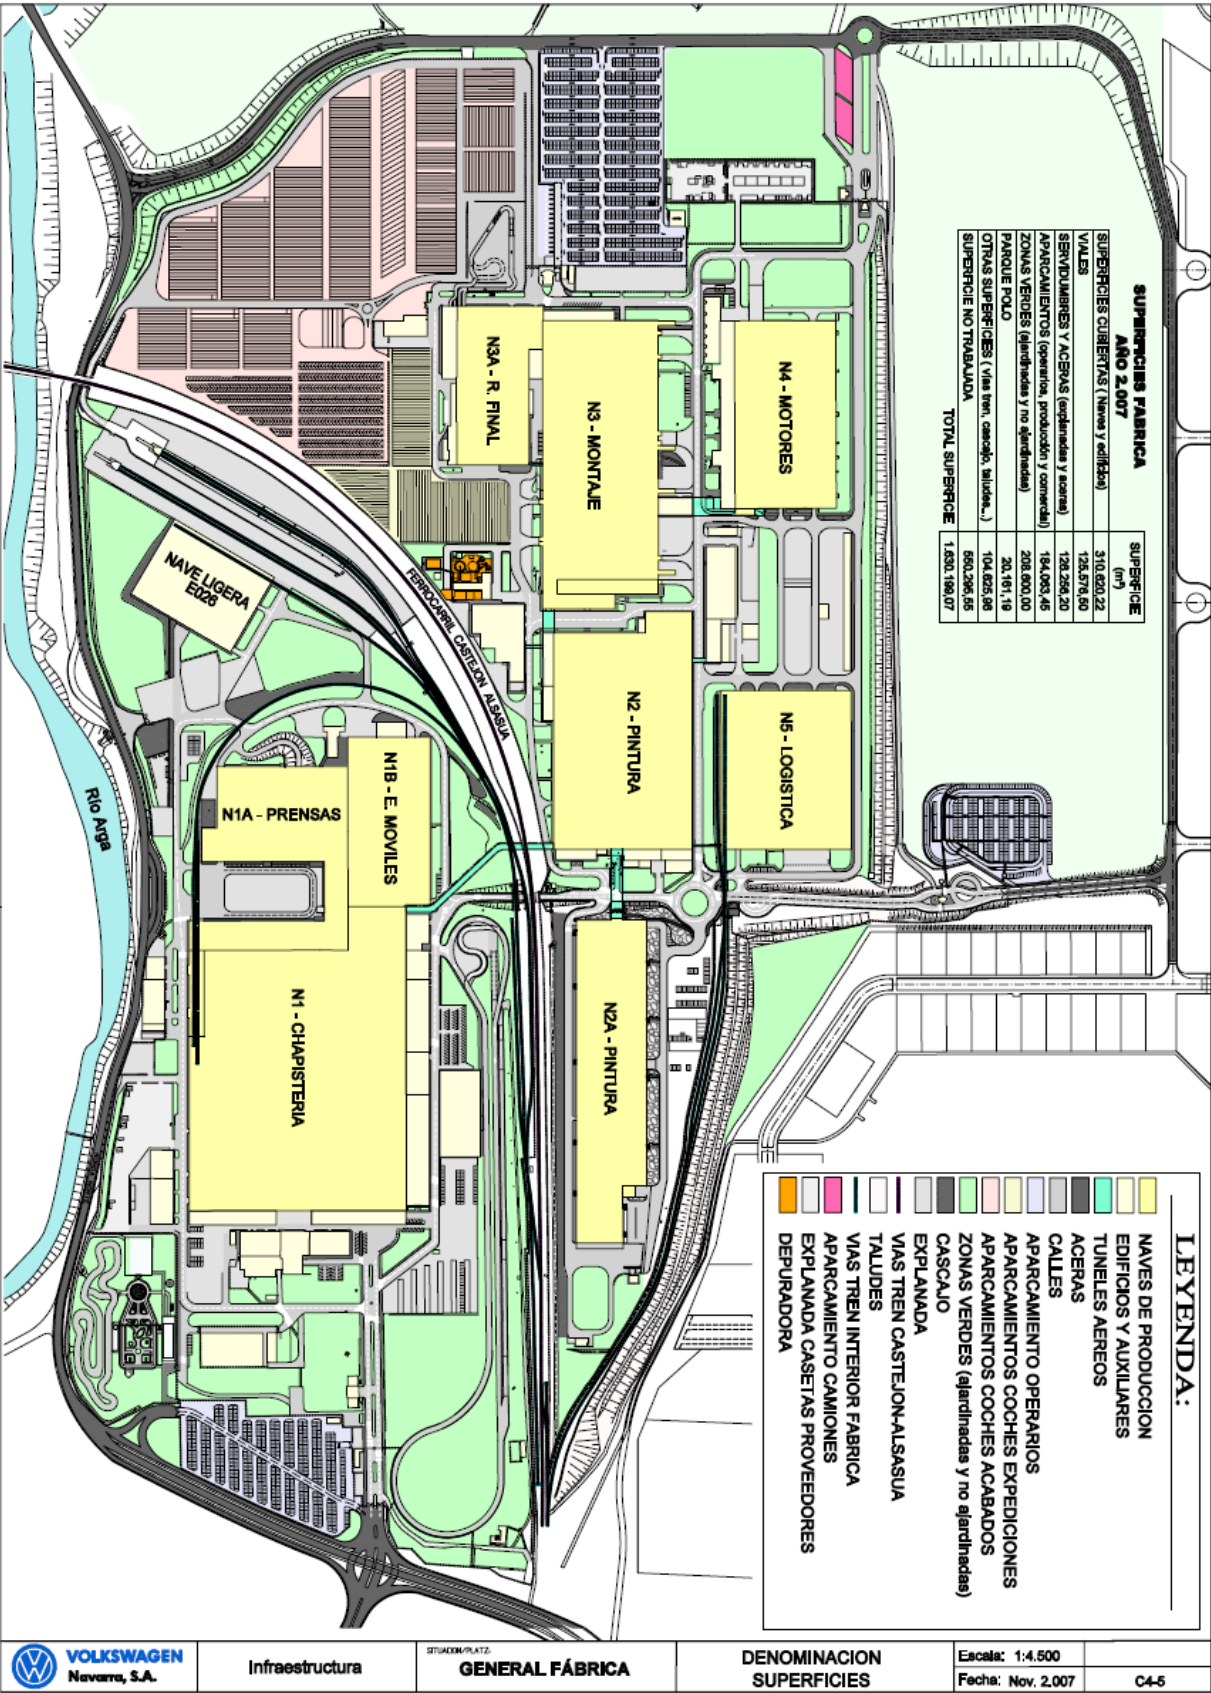 SUPERFICIES FABRICA
AÑO 2.007
SUPERFICIE
(m²)
SUPERFICIES CUBIERTAS ( Naves y edificios) 310.620,22
VIALES 125.576,50
SERVIDUMBRES Y ACERAS (explanadas y aceras) 126.256,20
APARCAMIENTOS (operarios, producción y comercial) 184.063,45
ZONAS VERDES (ajardinadas y no ajardinadas) 208.600,00
PARQUE POLO 20.161,19
OTRAS SUPERFICIES ( vías tren, cascajo, taludes...) 104.625,96
SUPERFICIE NO TRABAJADA 550.296,55
TOTAL SUPERFICIE 1.630.199,07
N4 - MOTORES
N3A - R. FINAL
N3 - MONTAJE
NAVE LIGERA
E026
FERROCARRIL CASTEJON ALSASUA
N2 - PINTURA
N5 - LOGISTICA
N1B - E. MOVILES
N1A - PRENSAS
Río Arga
N1 - CHAPISTERIA
N2A - PINTURA
LEYENDA:
NAVES DE PRODUCCION
EDIFICIOS Y AUXILIARES
TUNELES AEREOS
ACERAS
CALLES
APARCAMIENTO OPERARIOS
APARCAMIENTOS COCHES EXPEDICIONES
APARCAMIENTOS COCHES ACABADOS
ZONAS VERDES (ajardinadas y no ajardinadas)
CASCAJO
EXPLANADA
VIAS TREN CASTEJON-ALSASUA
TALUDES
VIAS TREN INTERIOR FABRICA
APARCAMIENTO CAMIONES
EXPLANADA CASETAS PROVEEDORES
DEPURADORA
VOLKSWAGEN
Navarra, S.A.
Infraestructura
SITUACION/PLATZ:
GENERAL FÁBRICA
DENOMINACION
SUPERFICIES
Escala: 1:4.500
Fecha: Nov. 2.007
C4-5